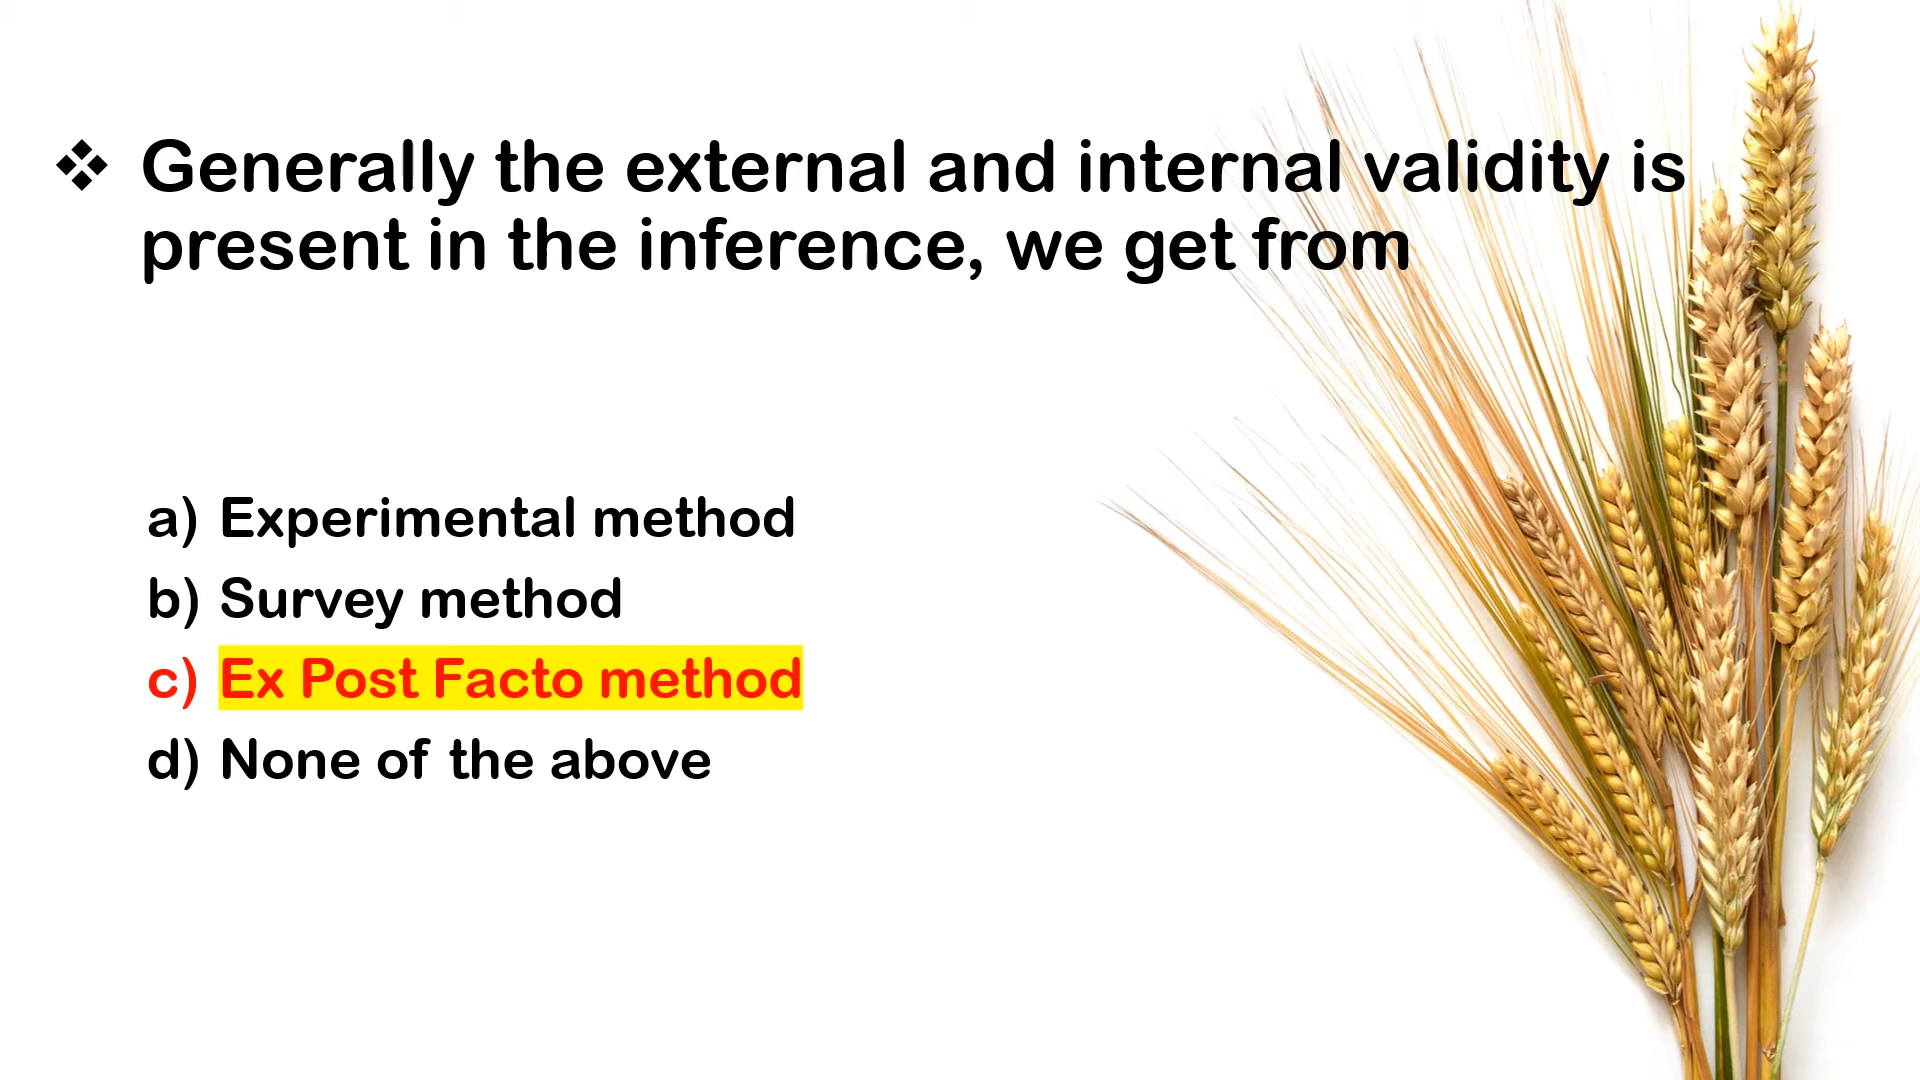 ❖ Generally the external and internal validity is
present in the inference, we get from
a) Experimental method
b) Survey method
c) Ex Post Facto method
d) None of the above